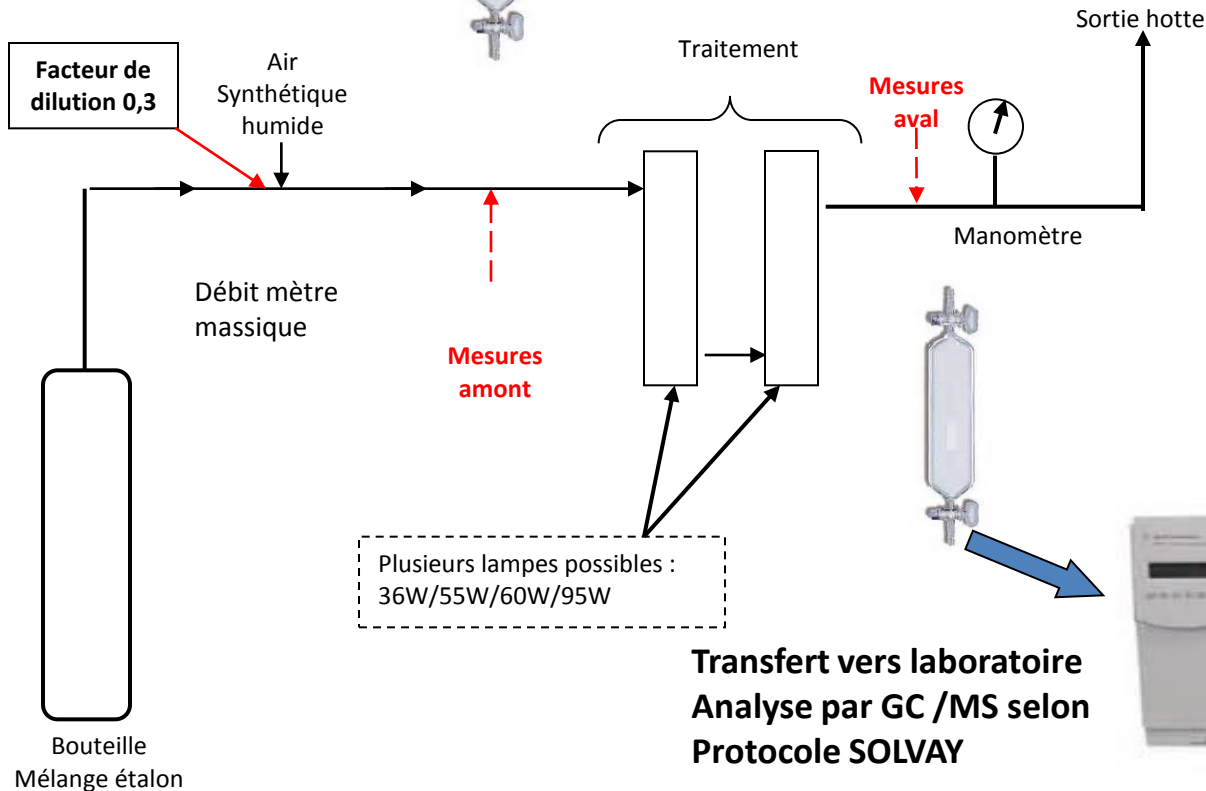 Sortie hotte
Traitement
Facteur de
dilution 0,3
Air
Synthétique
humide
Mesures
aval
Manomètre
Débit mètre
massique
Mesures
amont
Plusieurs lampes possibles :
36W/55W/60W/95W
Transfert vers laboratoire
Analyse par GC /MS selon
Protocole SOLVAY
Bouteille
Mélange étalon